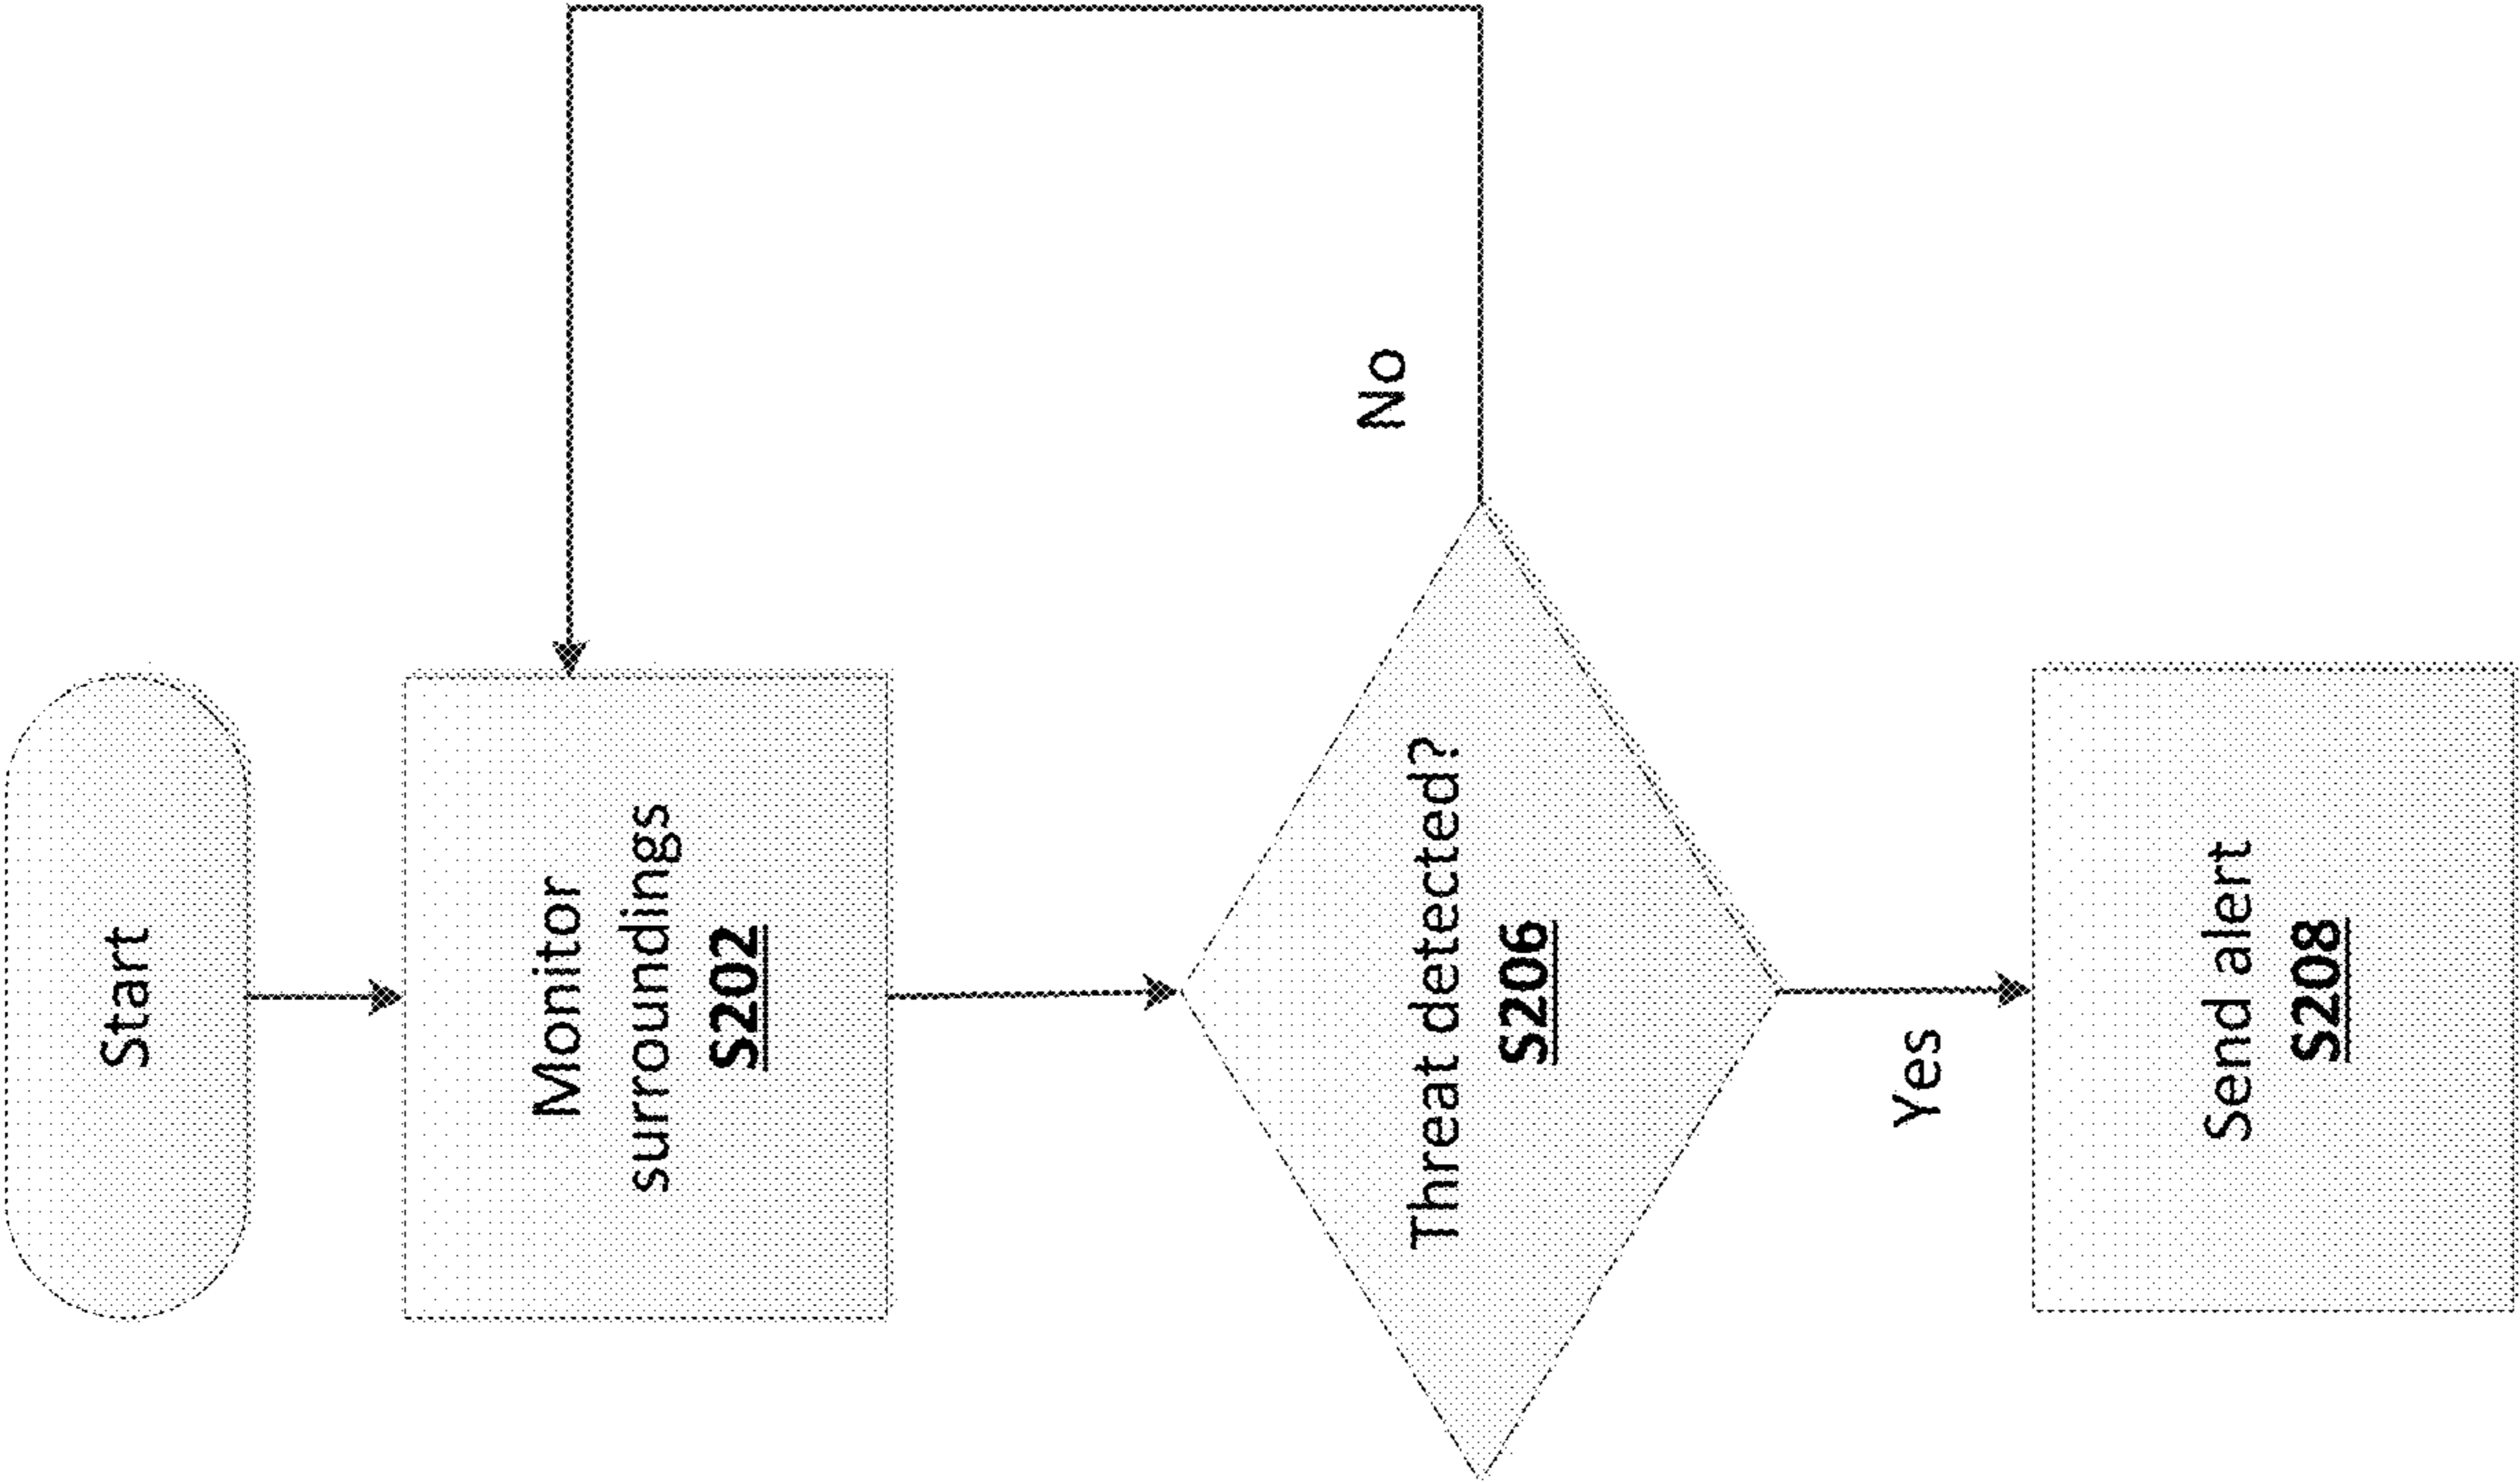 Start
Monitor
surroundings
S202
Threat detected?
S206
No
Yes
Send alert
S208